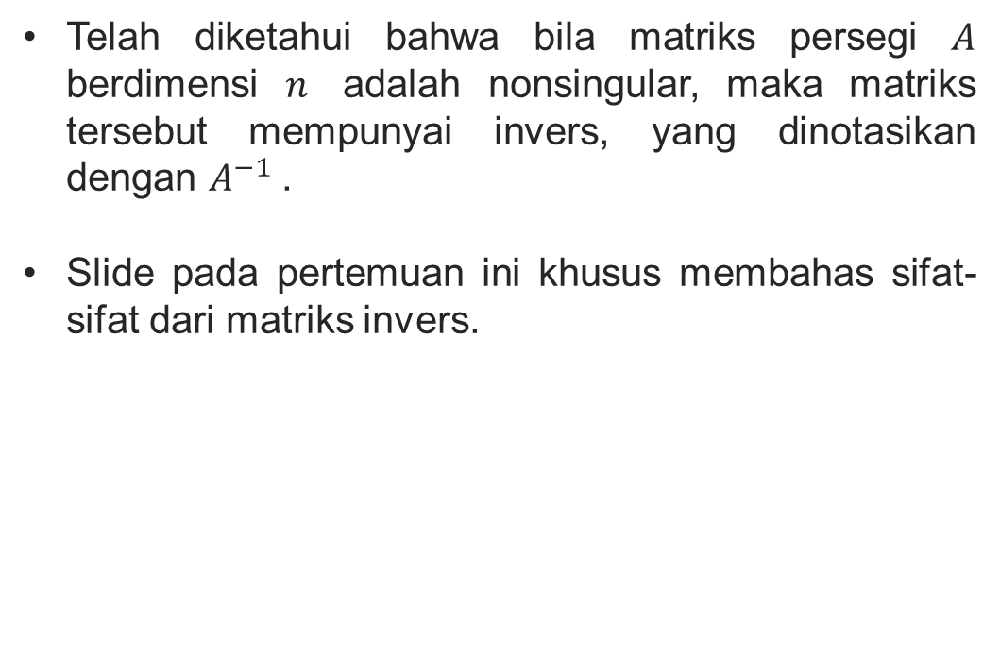 • Telah diketahui bahwa bila matriks persegi A
berdimensi n adalah nonsingular, maka matriks
tersebut mempunyai invers, yang dinotasikan
dengan A⁻¹ .
• Slide pada pertemuan ini khusus membahas sifat-
sifat dari matriks invers.